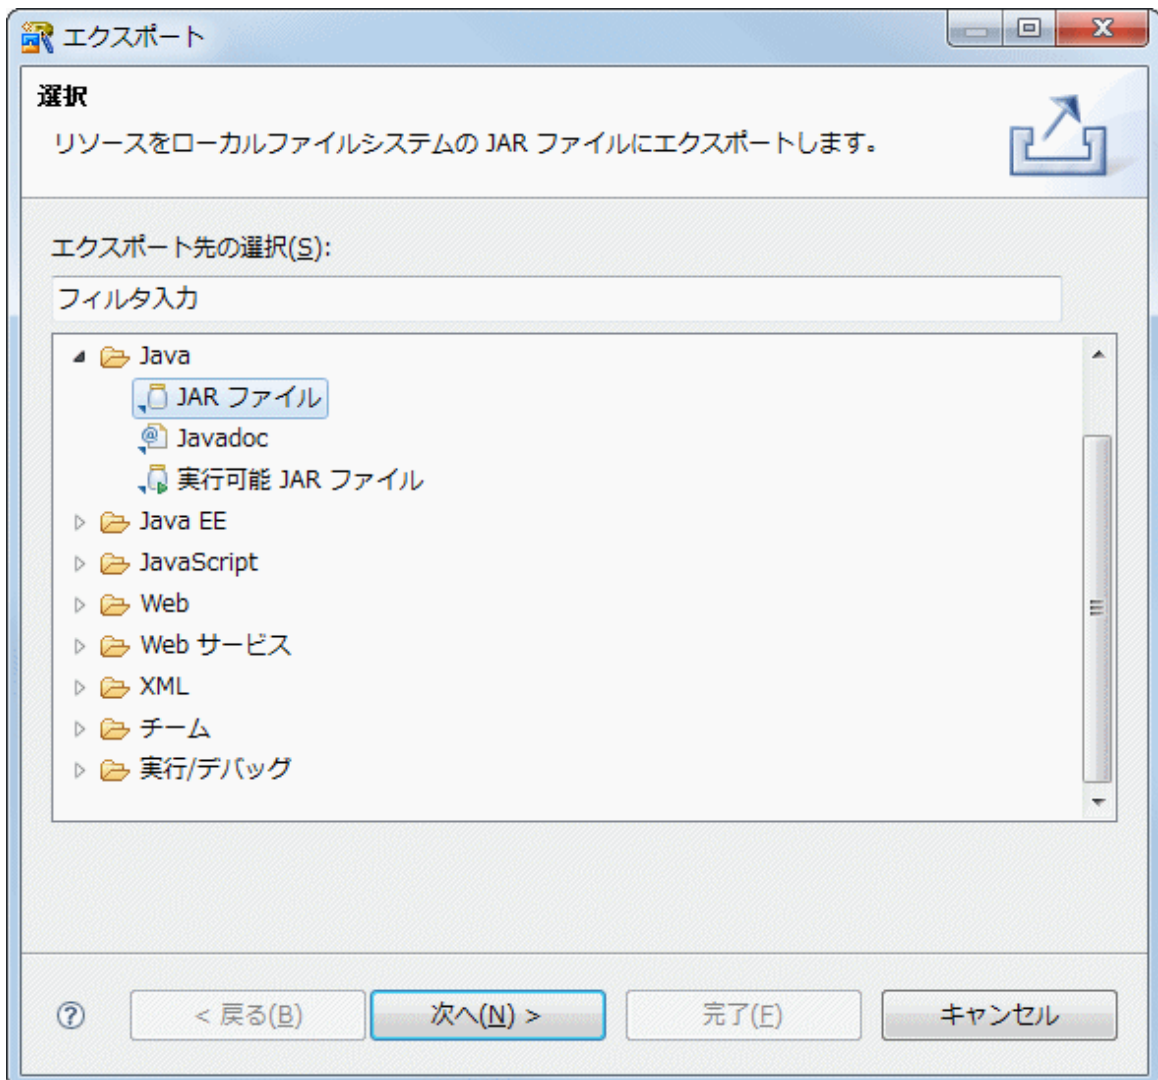 エクスポート
選択
リソースをローカルファイルシステムの JAR ファイルにエクスポートします。
エクスポート先の選択(S):
フィルタ入力
Java
JAR ファイル
Javadoc
実行可能 JAR ファイル
Java EE
JavaScript
Web
Web サービス
XML
チーム
実行/デバッグ
< 戻る(B) 次へ(N) > 完了(F) キャンセル